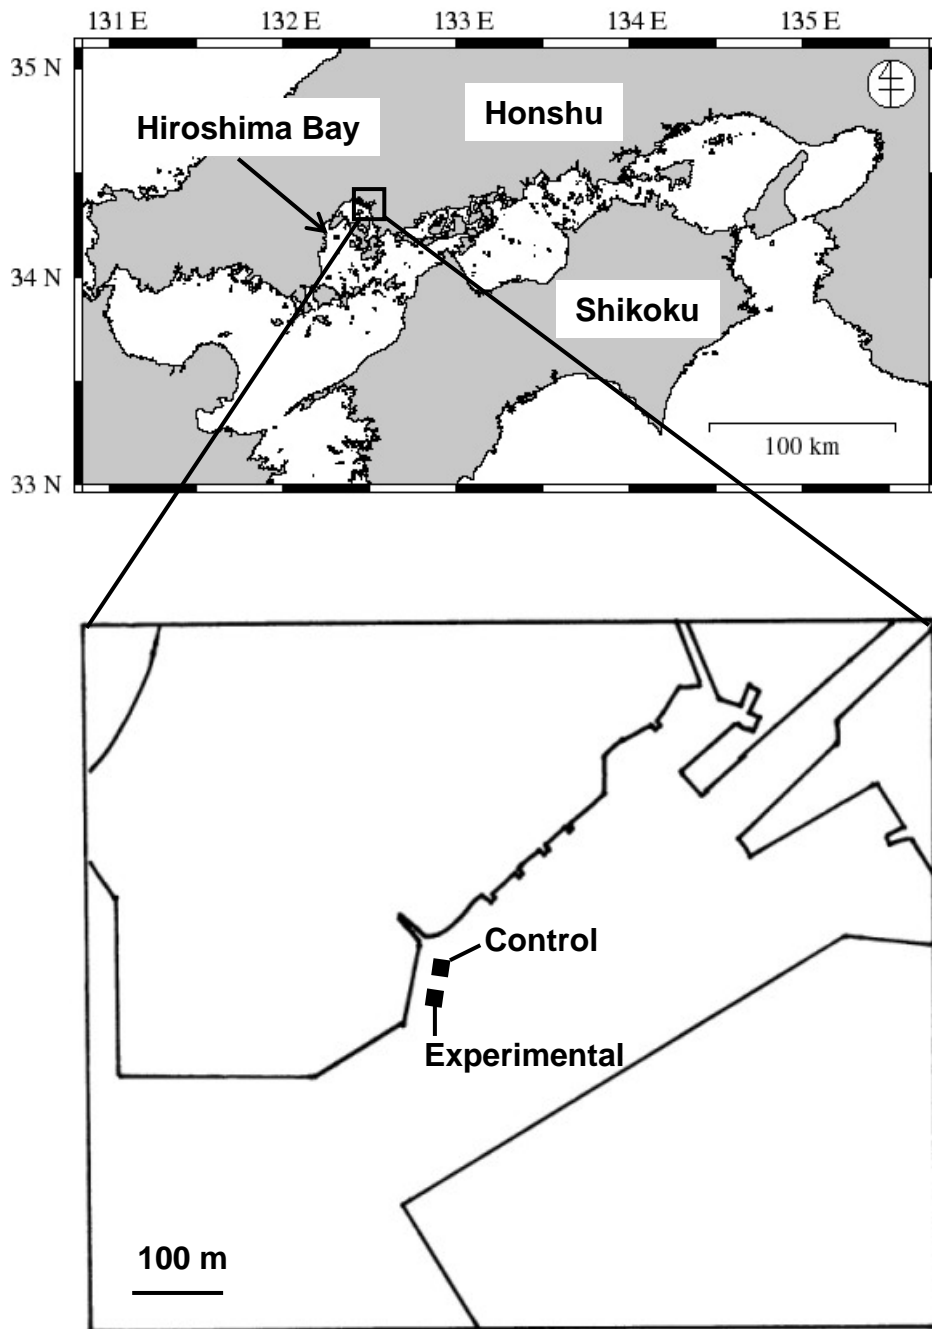 131 E 132 E 133 E 134 E 135 E
35 N
Honshu
Hiroshima Bay
34 N
Shikoku
100 km
33 N
Control
Experimental
100 m